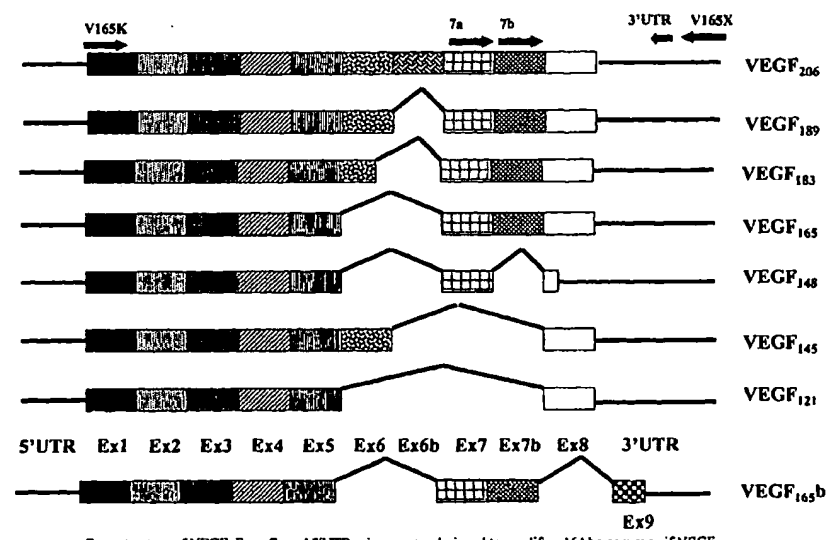 V165K 7a 7b 3'UTR V165X
VEGF206
VEGF189
VEGF183
VEGF165
VEGF148
VEGF145
VEGF121
5'UTR Ex1 Ex2 Ex3 Ex4 Ex5 Ex6 Ex6b Ex7 Ex7b Ex8 3'UTR
VEGF165b
Ex9